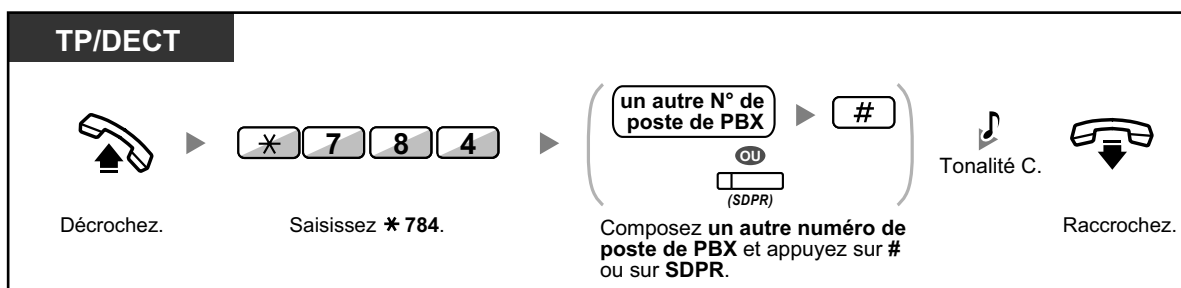 TP/DECT
un autre N° de
poste de PBX
#
* 7 8 4
OU
(SDPR)
Tonalité C.
Décrochez.
Saisissez * 784.
Composez un autre numéro de
poste de PBX et appuyez sur #
ou sur SDPR.
Raccrochez.